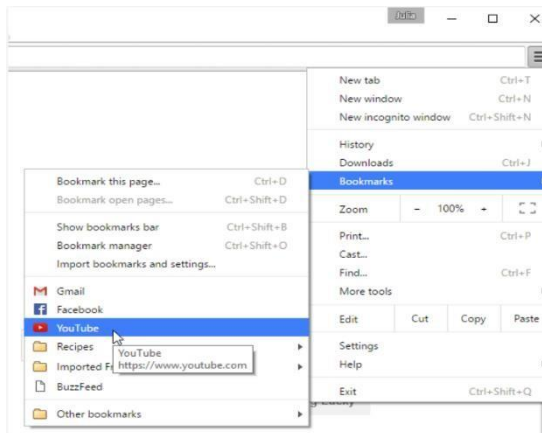 Julia
New tab Ctrl+T
New window Ctrl+N
New incognito window Ctrl+Shift+N
History
Downloads Ctrl+J
Bookmarks
Zoom - 100% +
Print... Ctrl+P
Cast...
Find... Ctrl+F
More tools
Edit Cut Copy Paste
Settings
Help
Exit Ctrl+Shift+Q
Bookmark this page... Ctrl+D
Bookmark open pages... Ctrl+Shift+D
Show bookmarks bar Ctrl+Shift+B
Bookmark manager Ctrl+Shift+O
Import bookmarks and settings...
Gmail
Facebook
YouTube
Recipes
YouTube
https://www.youtube.com
Imported
BuzzFeed
Other bookmarks